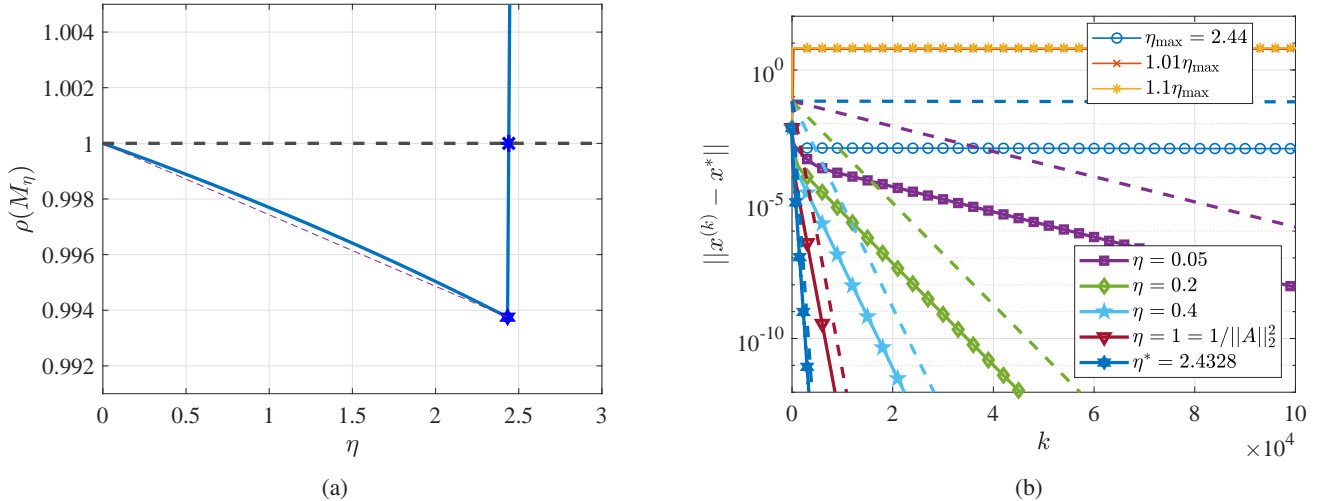 1.004
1.002
1
0.998
0.996
0.994
0.992
ρ(M_η)
0 0.5 1 1.5 2 2.5 3
η
(a)
10^0
10^-5
10^-10
||x^(k) − x*||
η_max = 2.44
1.01η_max
1.1η_max
η = 0.05
η = 0.2
η = 0.4
η = 1 = 1/||A||_2^2
η* = 2.4328
0 2 4 6 8 10
k
×10^4
(b)